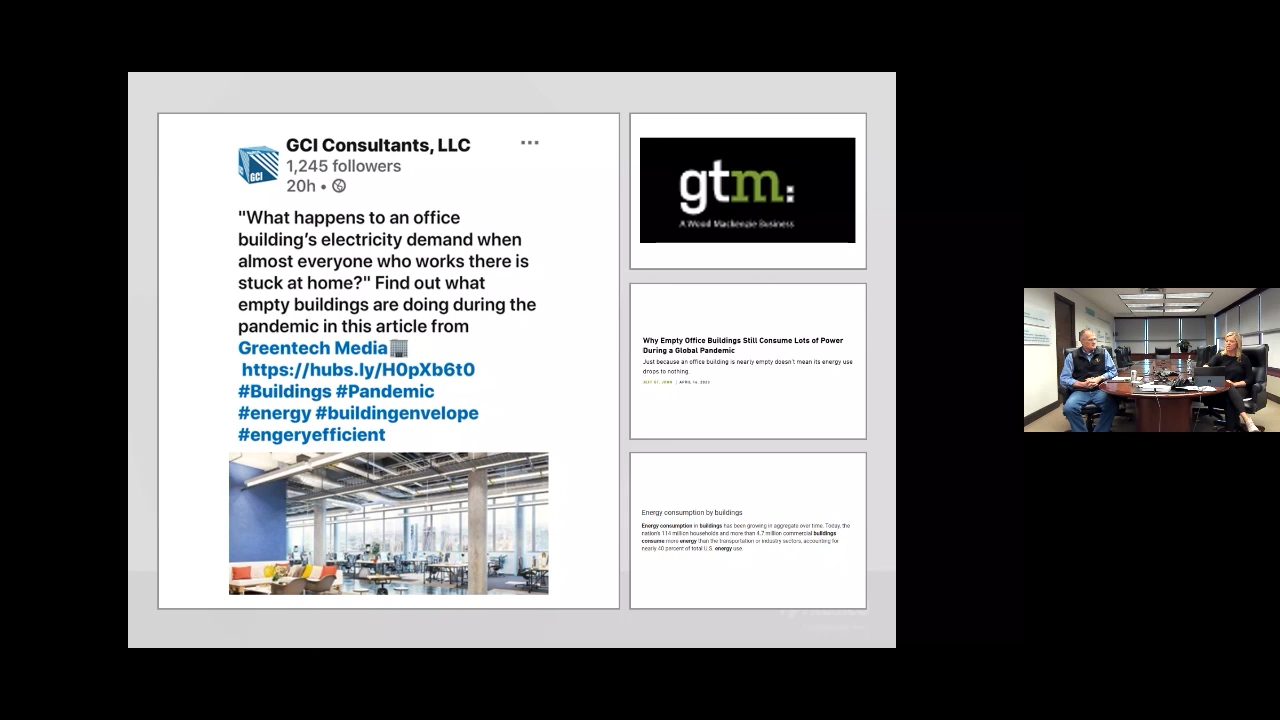 GCI Consultants, LLC
1,245 followers
20h •
"What happens to an office
building's electricity demand when
almost everyone who works there is
stuck at home?" Find out what
empty buildings are doing during the
pandemic in this article from
Greentech Media
https://hubs.ly/H0pXb6t0
#Buildings #Pandemic
#energy #buildingenvelope
#engeryefficient
GCI
gtm:
A Wood Mackenzie Business
Why Empty Office Buildings Still Consume Lots of Power
During a Global Pandemic
Just because an office building is nearly empty doesn't mean its energy use
drops to nothing.
JEFF ST. JOHN | APRIL 14, 2020
Energy consumption by buildings
Energy consumption in buildings has been growing in aggregate over time. Today, the
nation's 114 million households and more than 4.7 million commercial buildings
consume more energy than the transportation or industry sectors, accounting for
nearly 40 percent of total U.S. energy use.